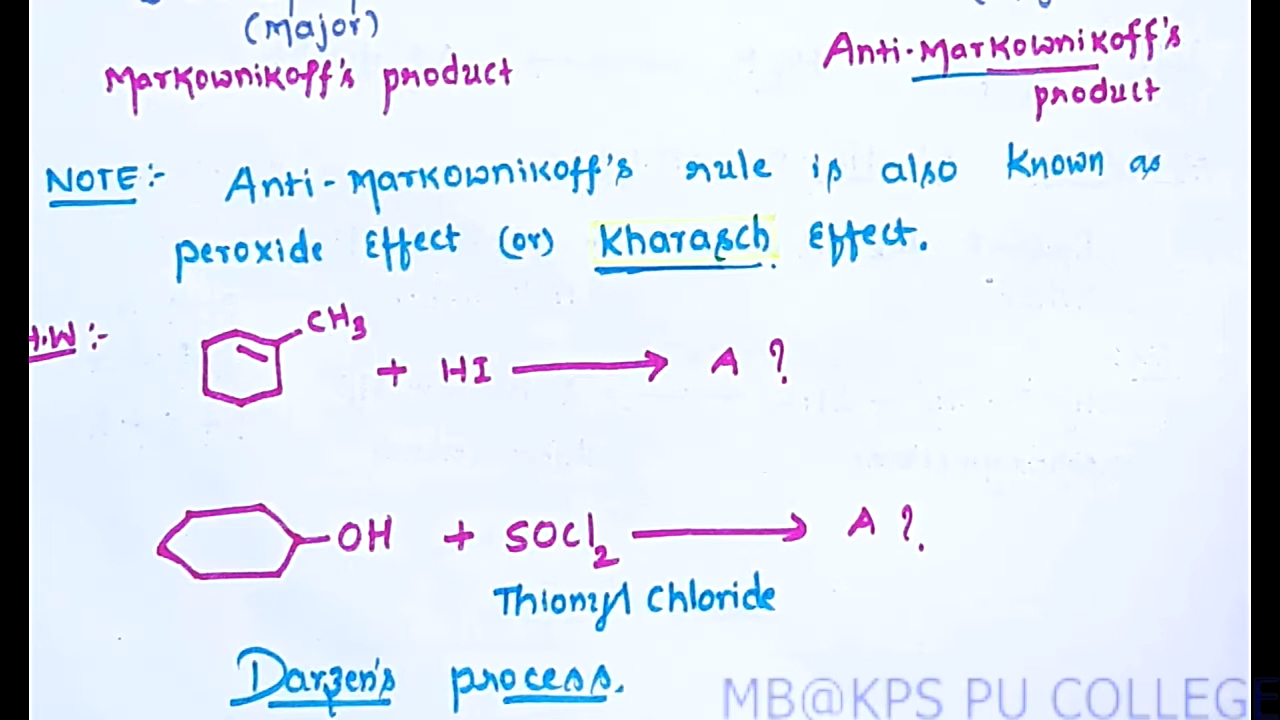 (Major)
Markownikoff's product
Anti-Markownikoff's
product
NOTE:- Anti-Markownikoff's rule is also known as
peroxide Effect (or) Kharasch Effect.
H.W:-
CH3
+ HI → A ?
OH + SOCl2 → A ?
Thionyl Chloride
Darzen's process.
MB@KPS PU COLLEGE